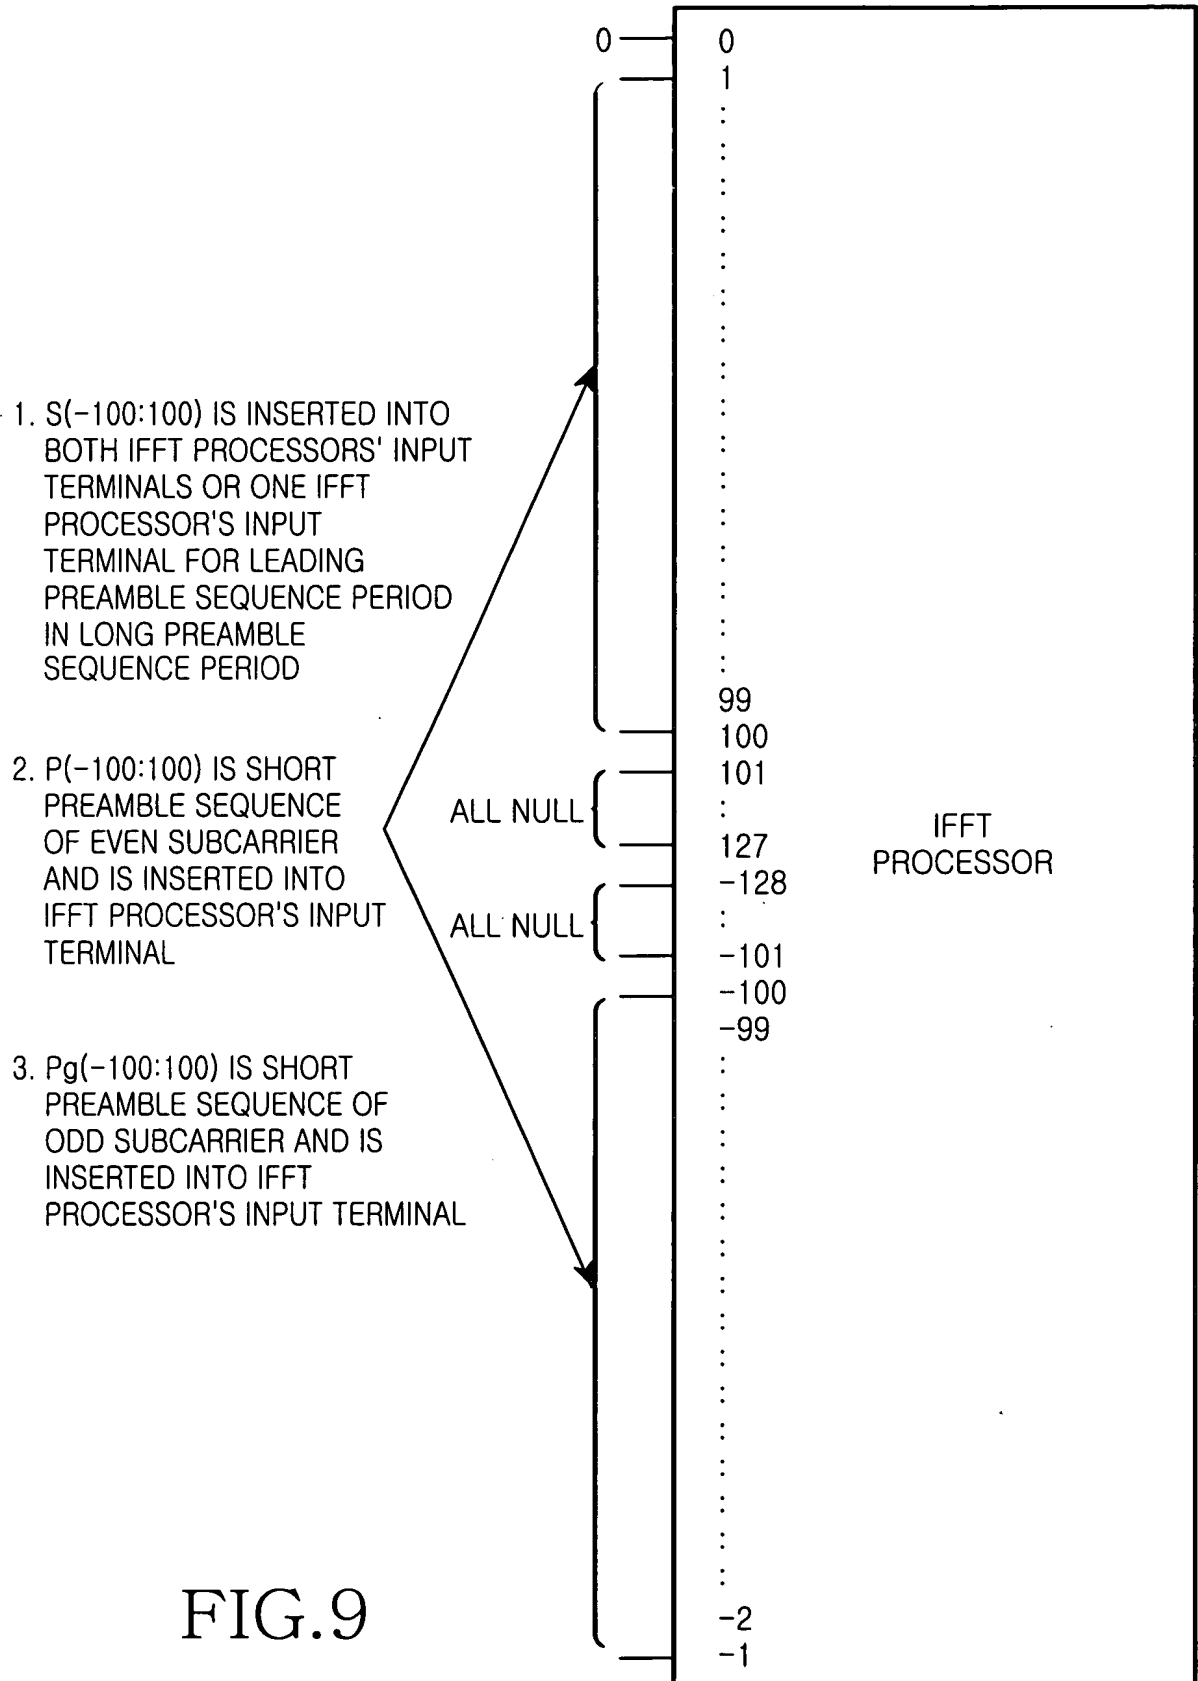 0 0
1
1. S(-100:100) IS INSERTED INTO
BOTH IFFT PROCESSORS' INPUT
TERMINALS OR ONE IFFT
PROCESSOR'S INPUT
TERMINAL FOR LEADING
PREAMBLE SEQUENCE PERIOD
IN LONG PREAMBLE
SEQUENCE PERIOD
2. P(-100:100) IS SHORT
PREAMBLE SEQUENCE
OF EVEN SUBCARRIER
AND IS INSERTED INTO
IFFT PROCESSOR'S INPUT
TERMINAL
3. Pg(-100:100) IS SHORT
PREAMBLE SEQUENCE OF
ODD SUBCARRIER AND IS
INSERTED INTO IFFT
PROCESSOR'S INPUT TERMINAL
ALL NULL
ALL NULL
99
100
101
127
-128
-101
-100
-99
-2
-1
IFFT
PROCESSOR
FIG.9